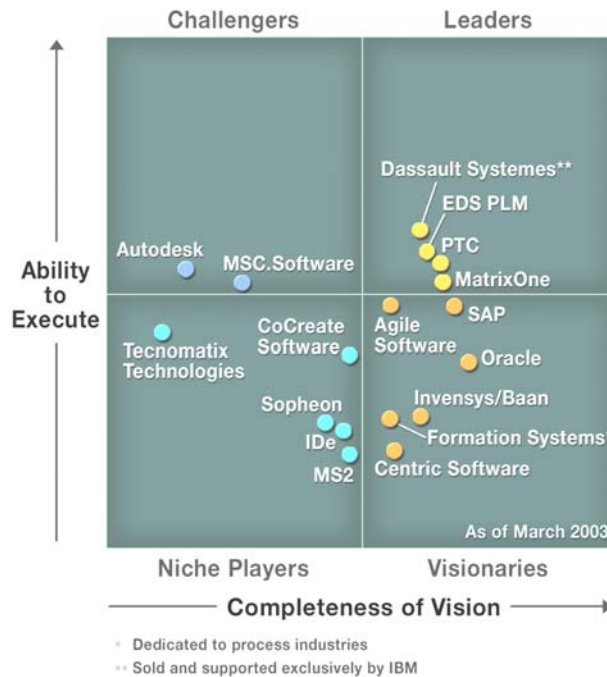 Challengers
Leaders
Dassault Systemes**
EDS PLM
PTC
MatrixOne
Autodesk
MSC.Software
Ability
to
Execute
SAP
Agile
Software
Oracle
CoCreate
Software
Tecnomatix
Technologies
Invensys/Baan
Sopheon
IDe
MS2
Formation Systems*
Centric Software
As of March 2003
Niche Players
Visionaries
Completeness of Vision
* Dedicated to process industries
** Sold and supported exclusively by IBM